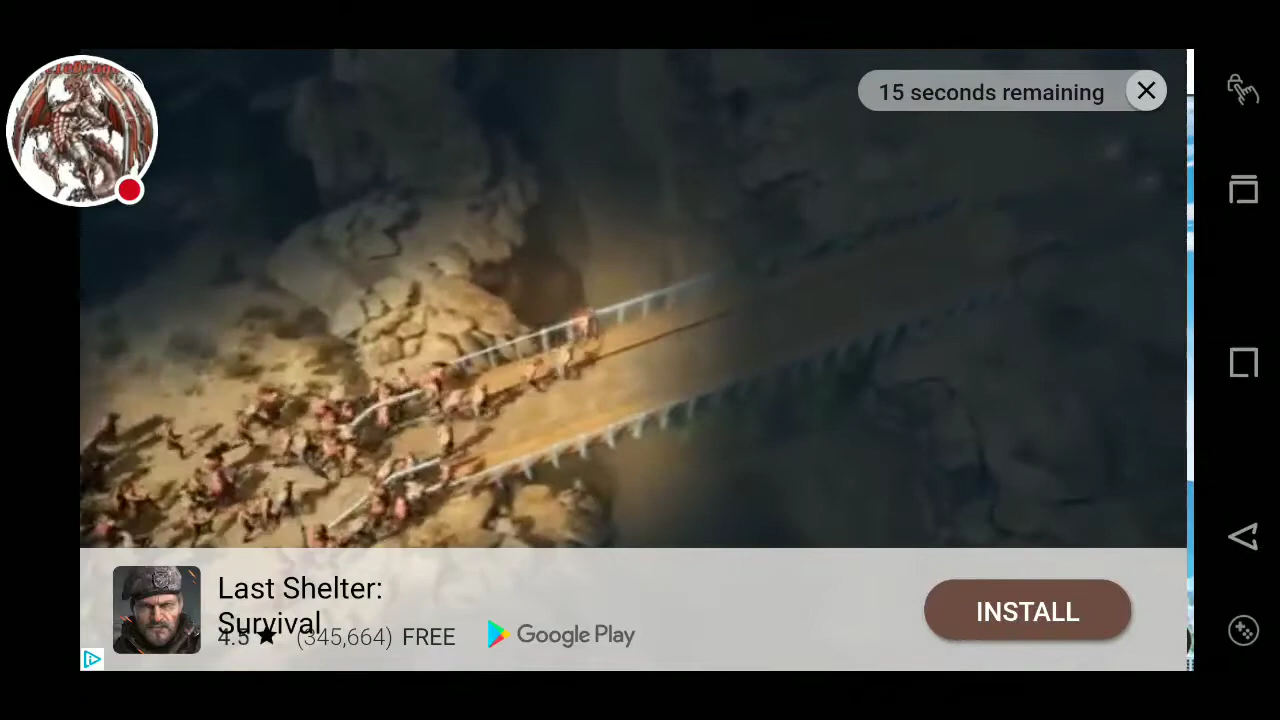 15 seconds remaining
Last Shelter:
Survival
4.5 ★ (345,664) FREE
Google Play
INSTALL